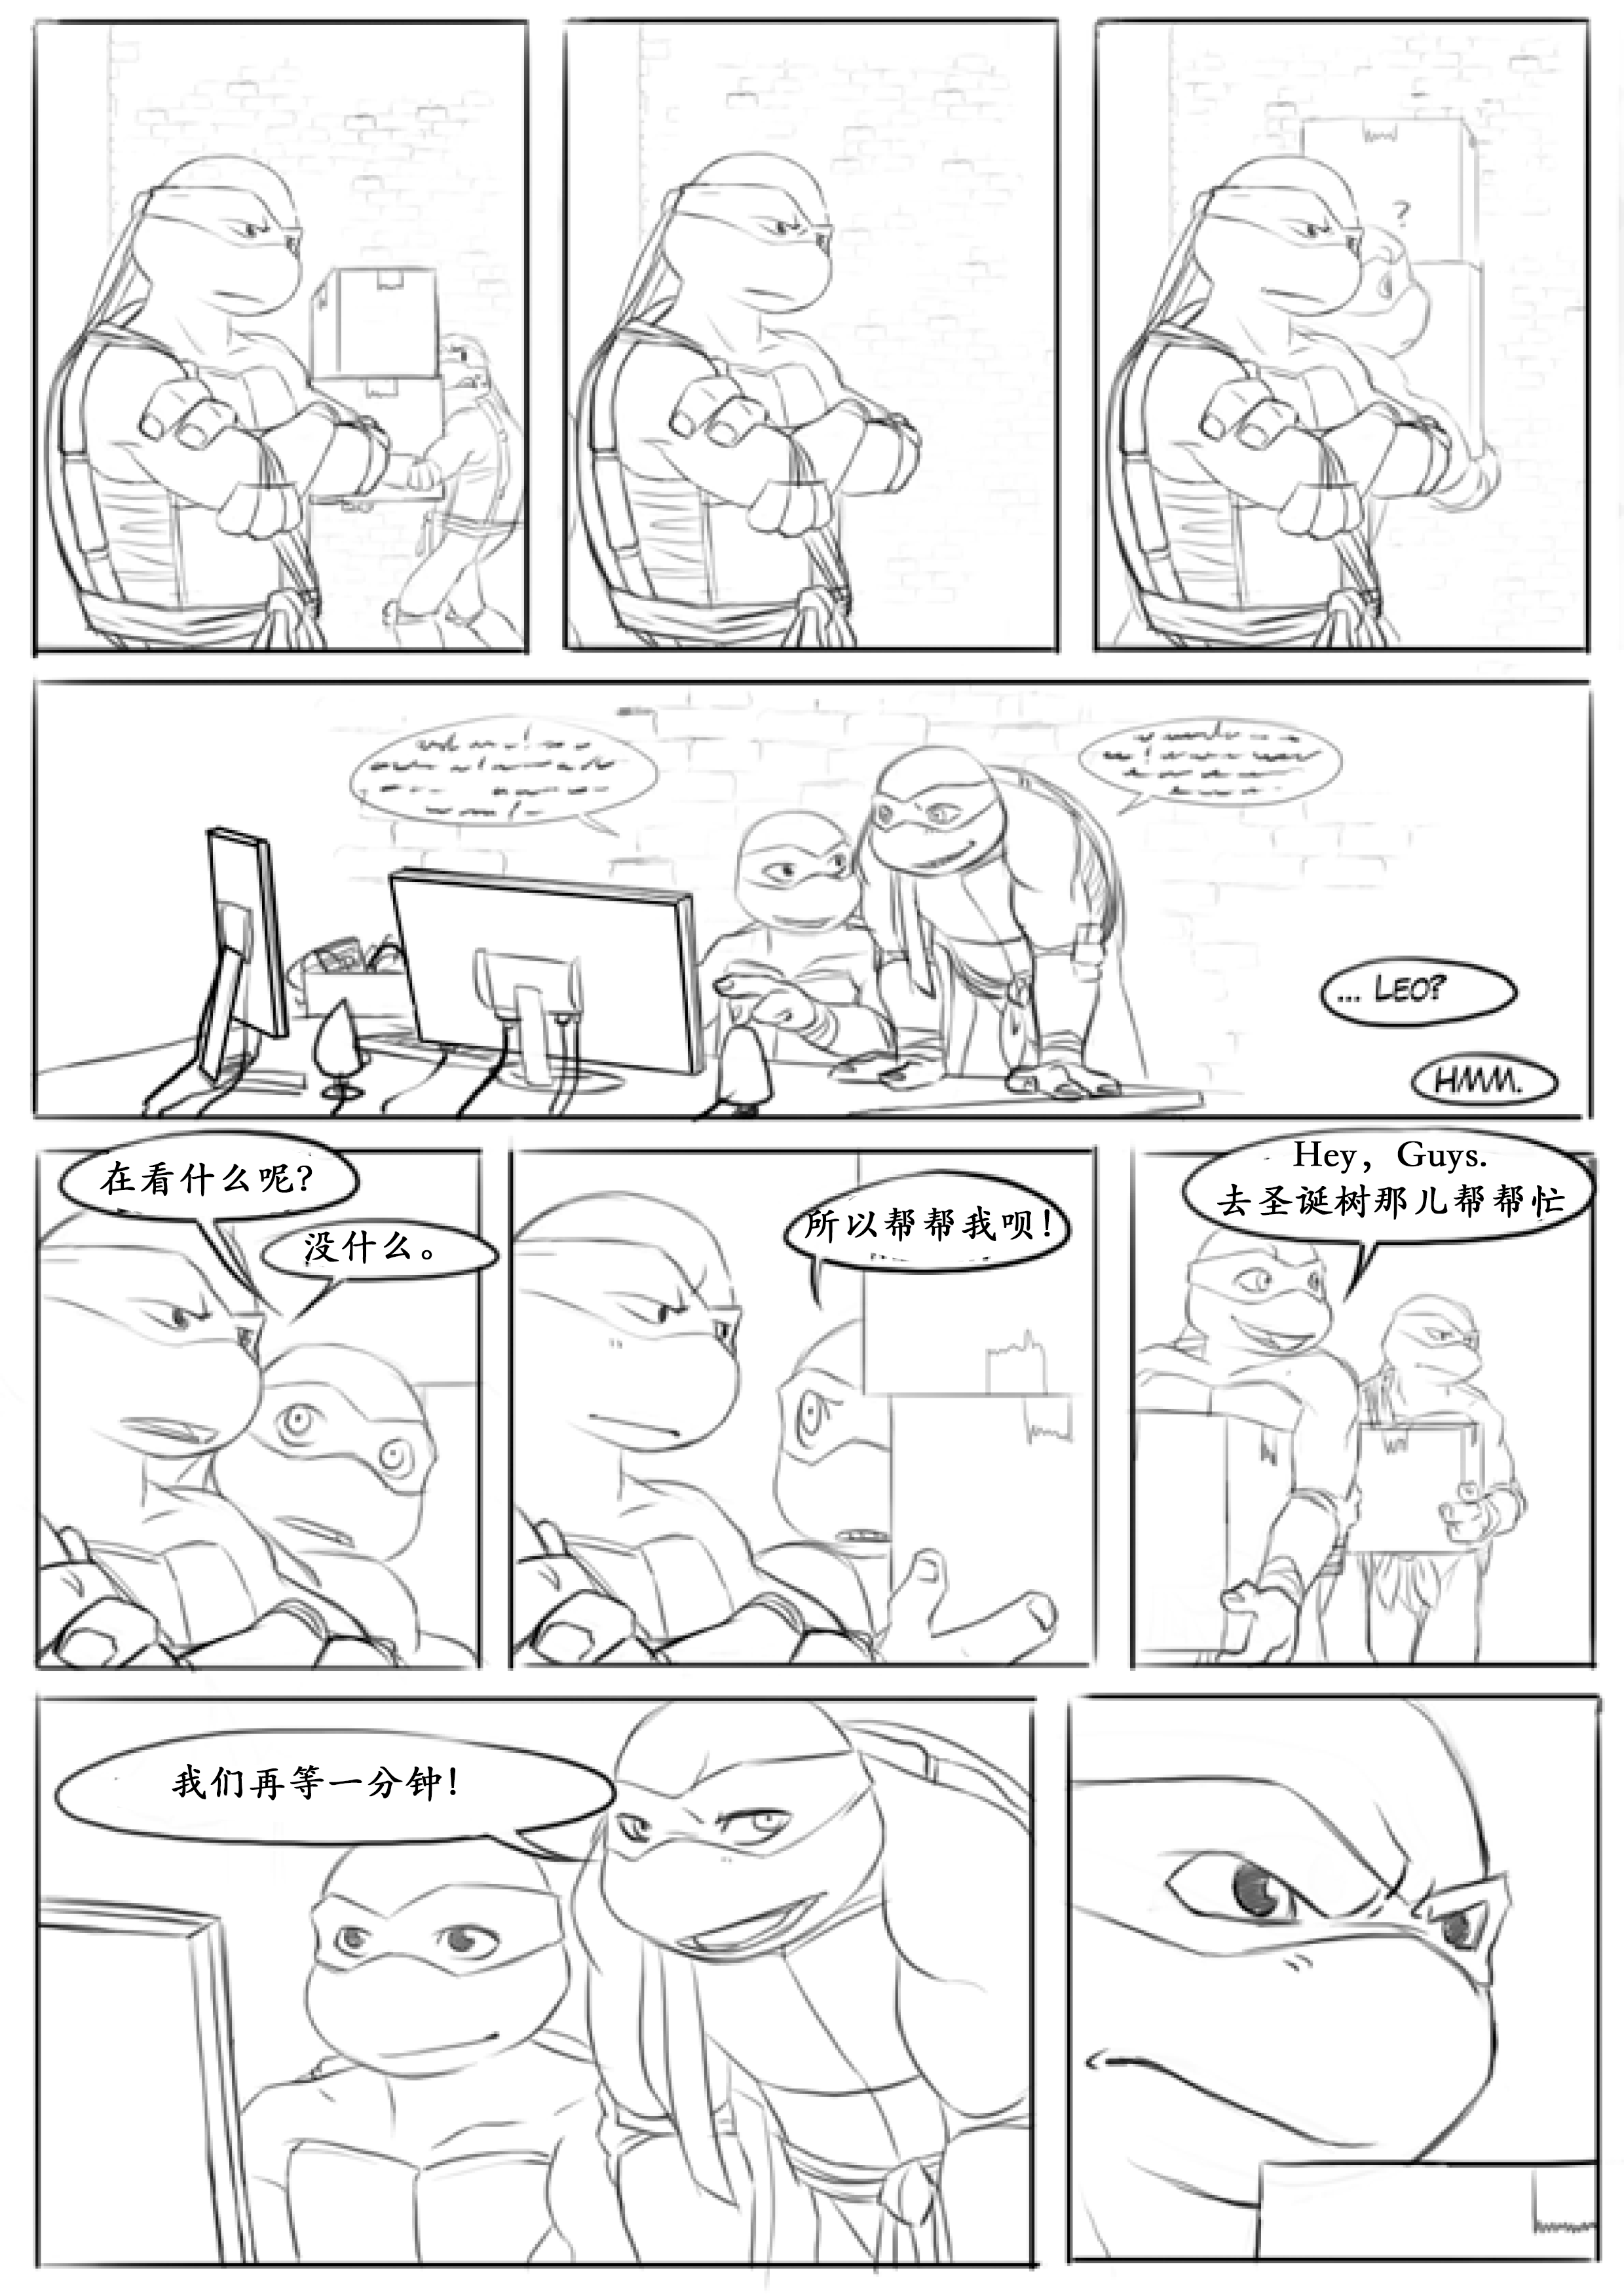 ?
... LEO?
HMM.
在看什么呢?
没什么。
所以帮帮我呗!
Hey, Guys.
去圣诞树那儿帮帮忙
我们再等一分钟!